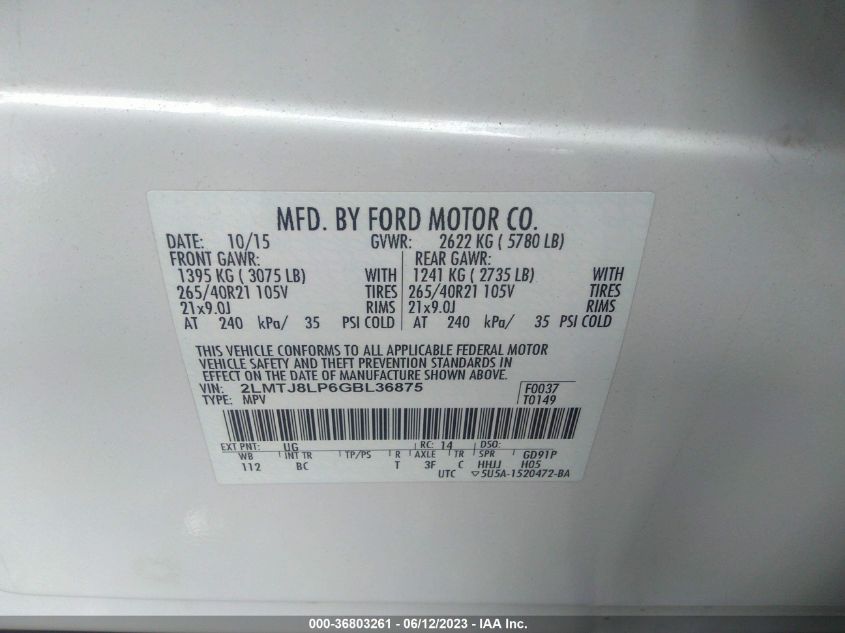 MFD. BY FORD MOTOR CO.
DATE: 10/15 GVWR: 2622 KG ( 5780 LB)
FRONT GAWR: REAR GAWR:
1395 KG ( 3075 LB) WITH 1241 KG ( 2735 LB) WITH
265/40R21 105V TIRES 265/40R21 105V TIRES
21x9.0J RIMS 21x9.0J RIMS
AT 240 kPa/ 35 PSI COLD AT 240 kPa/ 35 PSI COLD
THIS VEHICLE CONFORMS TO ALL APPLICABLE FEDERAL MOTOR
VEHICLE SAFETY AND THEFT PREVENTION STANDARDS IN
EFFECT ON THE DATE OF MANUFACTURE SHOWN ABOVE.
VIN: 2LMTJ8LP6GBL36875 F0037
TYPE: MPV T0149
EXT PNT: UG RC: 14 DSO:
WB INT TR TP/PS R AXLE TR SPR GD91P
112 BC T 3F C HHJJ H05
UTC ▽5U5A-1520472-BA
000-36803261 - 06/12/2023 - IAA Inc.